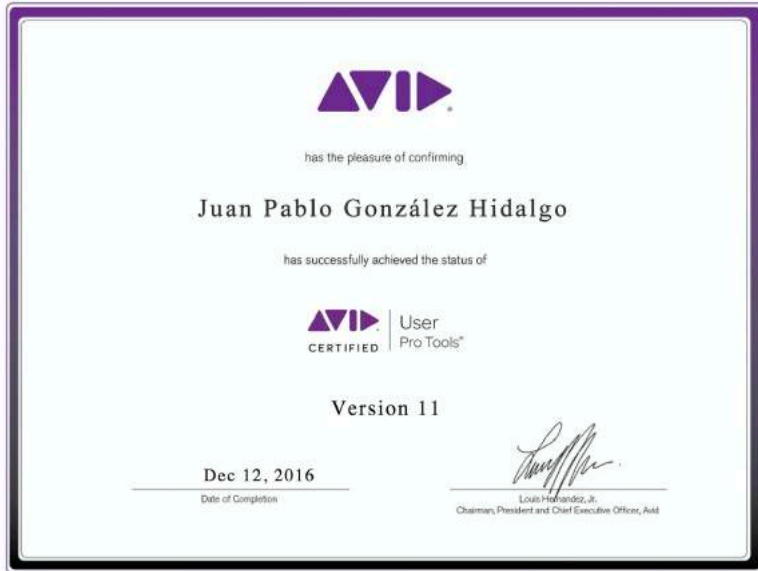 AVID
has the pleasure of confirming
Juan Pablo González Hidalgo
has successfully achieved the status of
AVID
CERTIFIED
User
Pro Tools®
Version 11
Dec 12, 2016
Date of Completion
Louis Hernandez, Jr.
Chairman, President and Chief Executive Officer, Avid